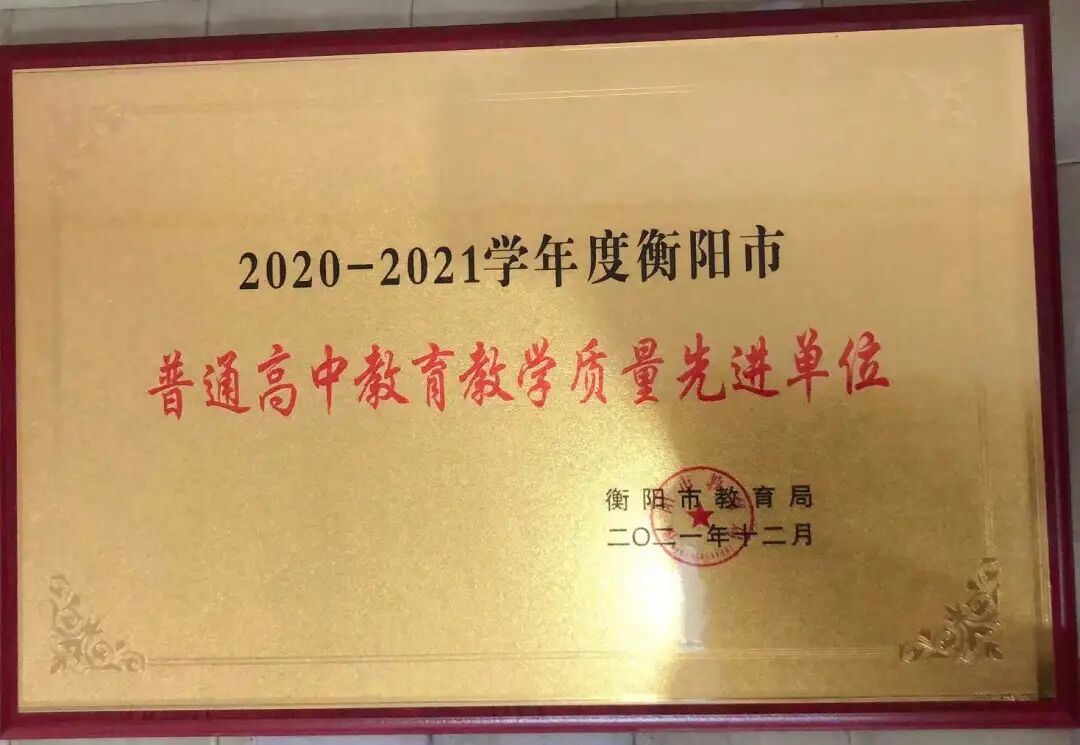 2020-2021学年度衡阳市
普通高中教育教学质量先进单位
衡阳市教育局
二〇二一年十二月